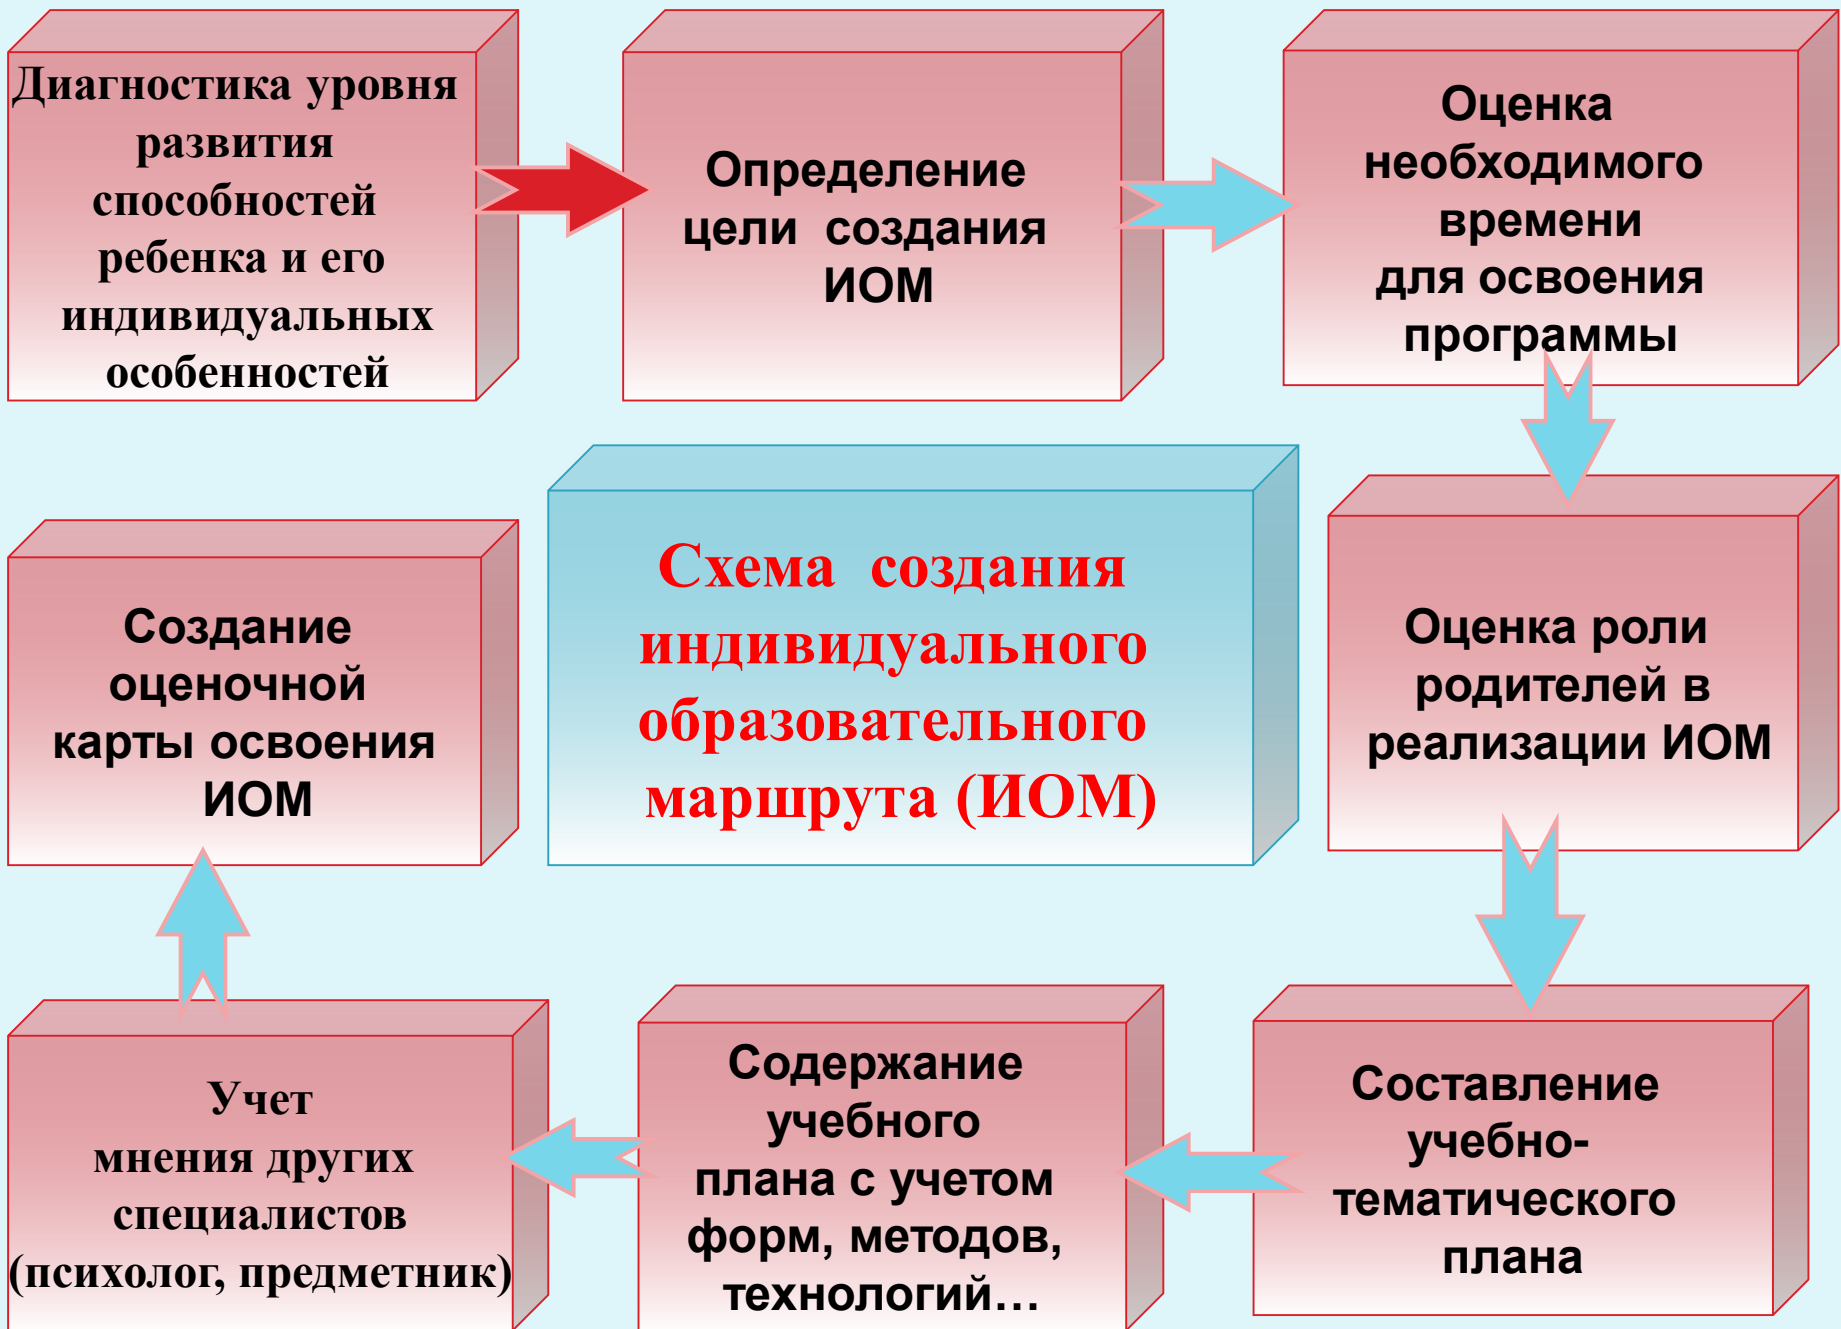 Диагностика уровня
развития
способностей
ребенка и его
индивидуальных
особенностей
Определение
цели создания
ИОМ
Оценка
необходимого
времени
для освоения
программы
Оценка роли
родителей в
реализации ИОМ
Составление
учебно-
тематического
плана
Содержание
учебного
плана с учетом
форм, методов,
технологий...
Учет
мнения других
специалистов
(психолог, предметник)
Создание
оценочной
карты освоения
ИОМ
Схема создания
индивидуального
образовательного
маршрута (ИОМ)